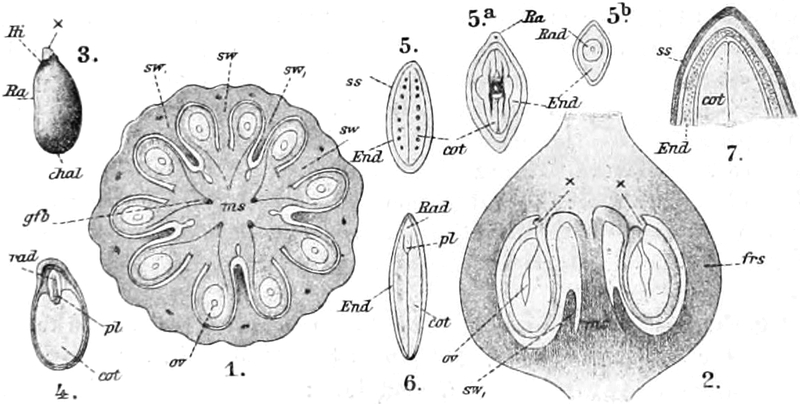 ×
Hi
3.
Ra
chal
sw.
sw
sw,
sw
gfb
ms
ov
1.
rad
pl
cot
4.
5.
ss
End
cot
5.a
Ra
End
5b
Rad
ss
cot
End
7.
Rad
pl
End
cot
6.
× ×
frs
ms
ov
sw,
2.